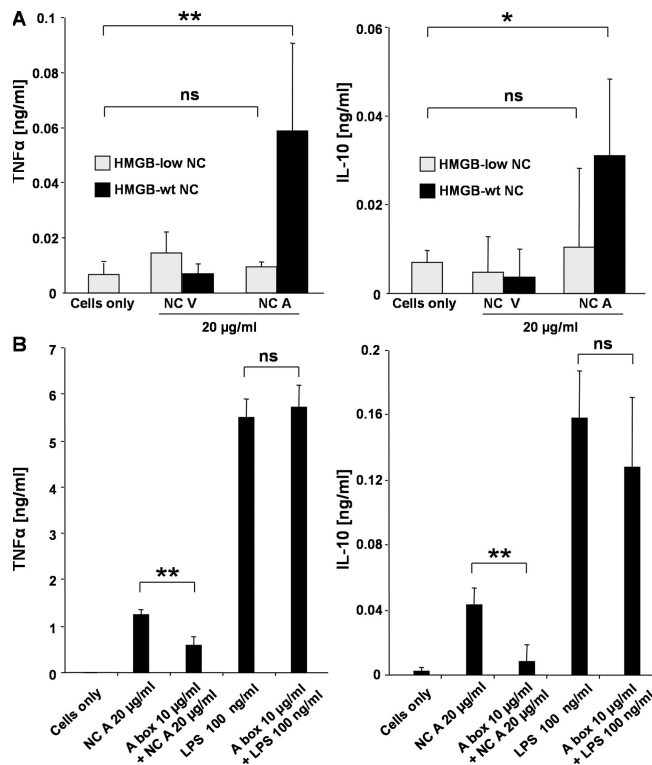 A
TNFα [ng/ml]
0.1
0.08
0.06
0.04
0.02
0
**
ns
HMGB-low NC
HMGB-wt NC
Cells only
NC V
NC A
20 µg/ml
IL-10 [ng/ml]
0.06
0.04
0.02
0
*
ns
HMGB-low NC
HMGB-wt NC
Cells only
NC V
NC A
20 µg/ml
B
TNFα [ng/ml]
7
6
5
4
3
2
1
0
**
ns
Cells only
NC A 20 µg/ml
A box 10 µg/ml
+ NC A 20 µg/ml
LPS 100 ng/ml
A box 10 µg/ml
+ LPS 100 ng/ml
IL-10 [ng/ml]
0.2
0.16
0.12
0.08
0.04
0
**
ns
Cells only
NC A 20 µg/ml
A box 10 µg/ml
+ NC A 20 µg/ml
LPS 100 ng/ml
A box 10 µg/ml
+ LPS 100 ng/ml